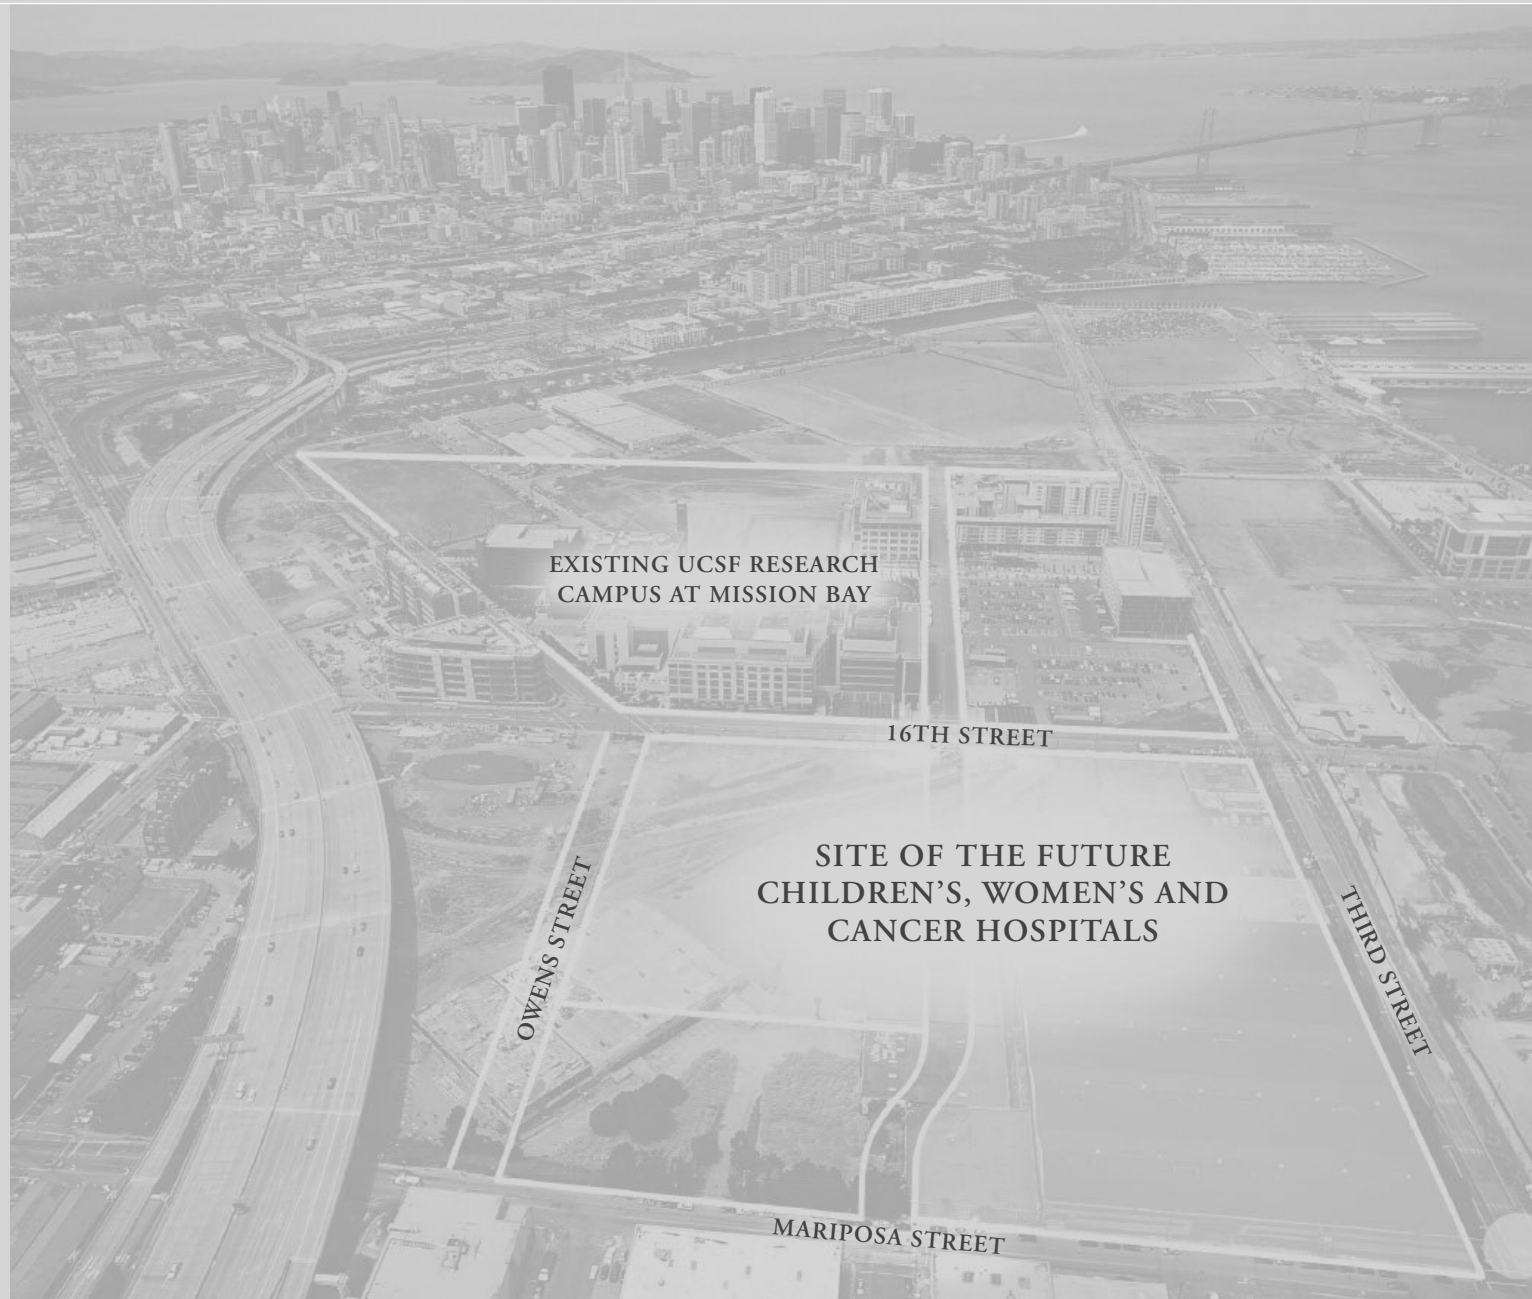 EXISTING UCSF RESEARCH
CAMPUS AT MISSION BAY
16TH STREET
SITE OF THE FUTURE
CHILDREN’S, WOMEN’S AND
CANCER HOSPITALS
OWENS STREET
THIRD STREET
MARIPOSA STREET